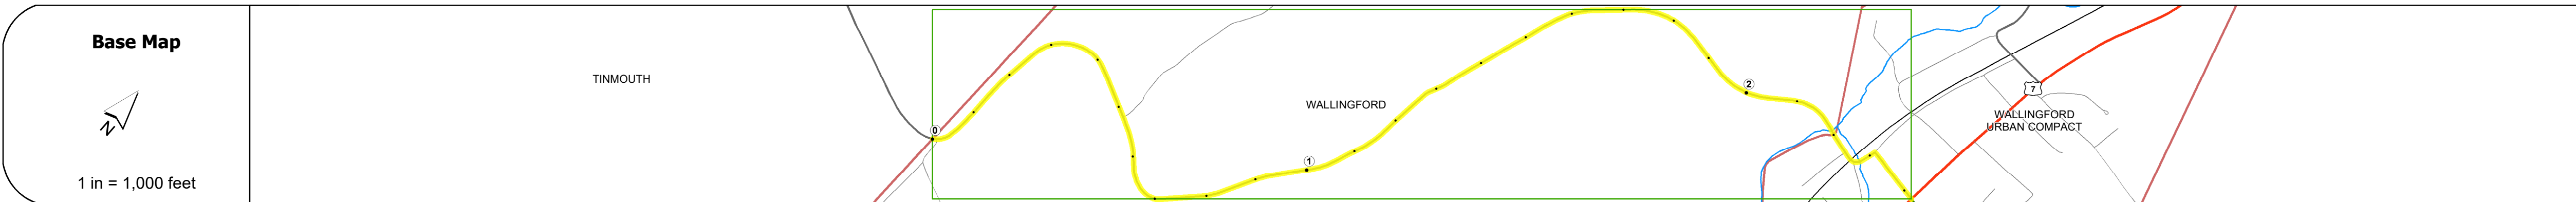 Base Map
N
1 in = 1,000 feet
TINMOUTH
0
WALLINGFORD
1
2
7
WALLINGFORD
URBAN COMPACT